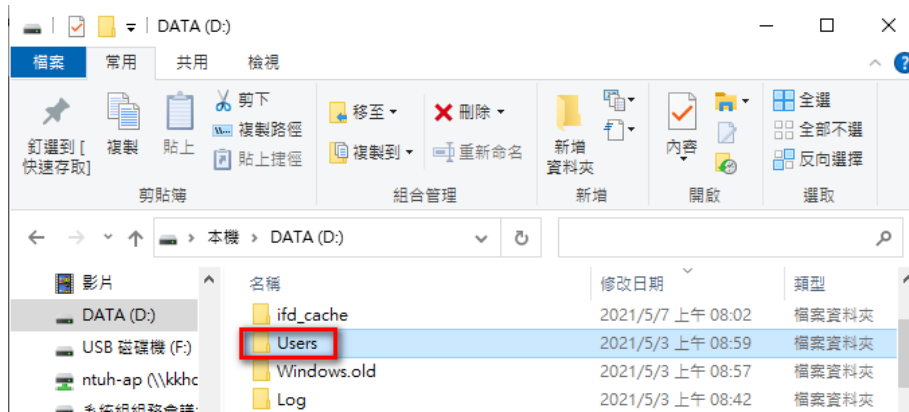 DATA (D:)
檔案 常用 共用 檢視
釘選到 [
快速存取]
複製
貼上
剪下
複製路徑
貼上捷徑
移至
複製到
刪除
重新命名
新增
資料夾
內容
全選
全部不選
反向選擇
剪貼簿 組合管理 新增 開啟 選取
本機 > DATA (D:)
影片
DATA (D:)
USB 磁碟機 (F:)
ntuh-ap (\\kkhc
名稱 修改日期 類型
ifd_cache 2021/5/7 上午 08:02 檔案資料夾
Users 2021/5/3 上午 08:59 檔案資料夾
Windows.old 2021/5/3 上午 08:57 檔案資料夾
Log 2021/5/3 上午 08:42 檔案資料夾